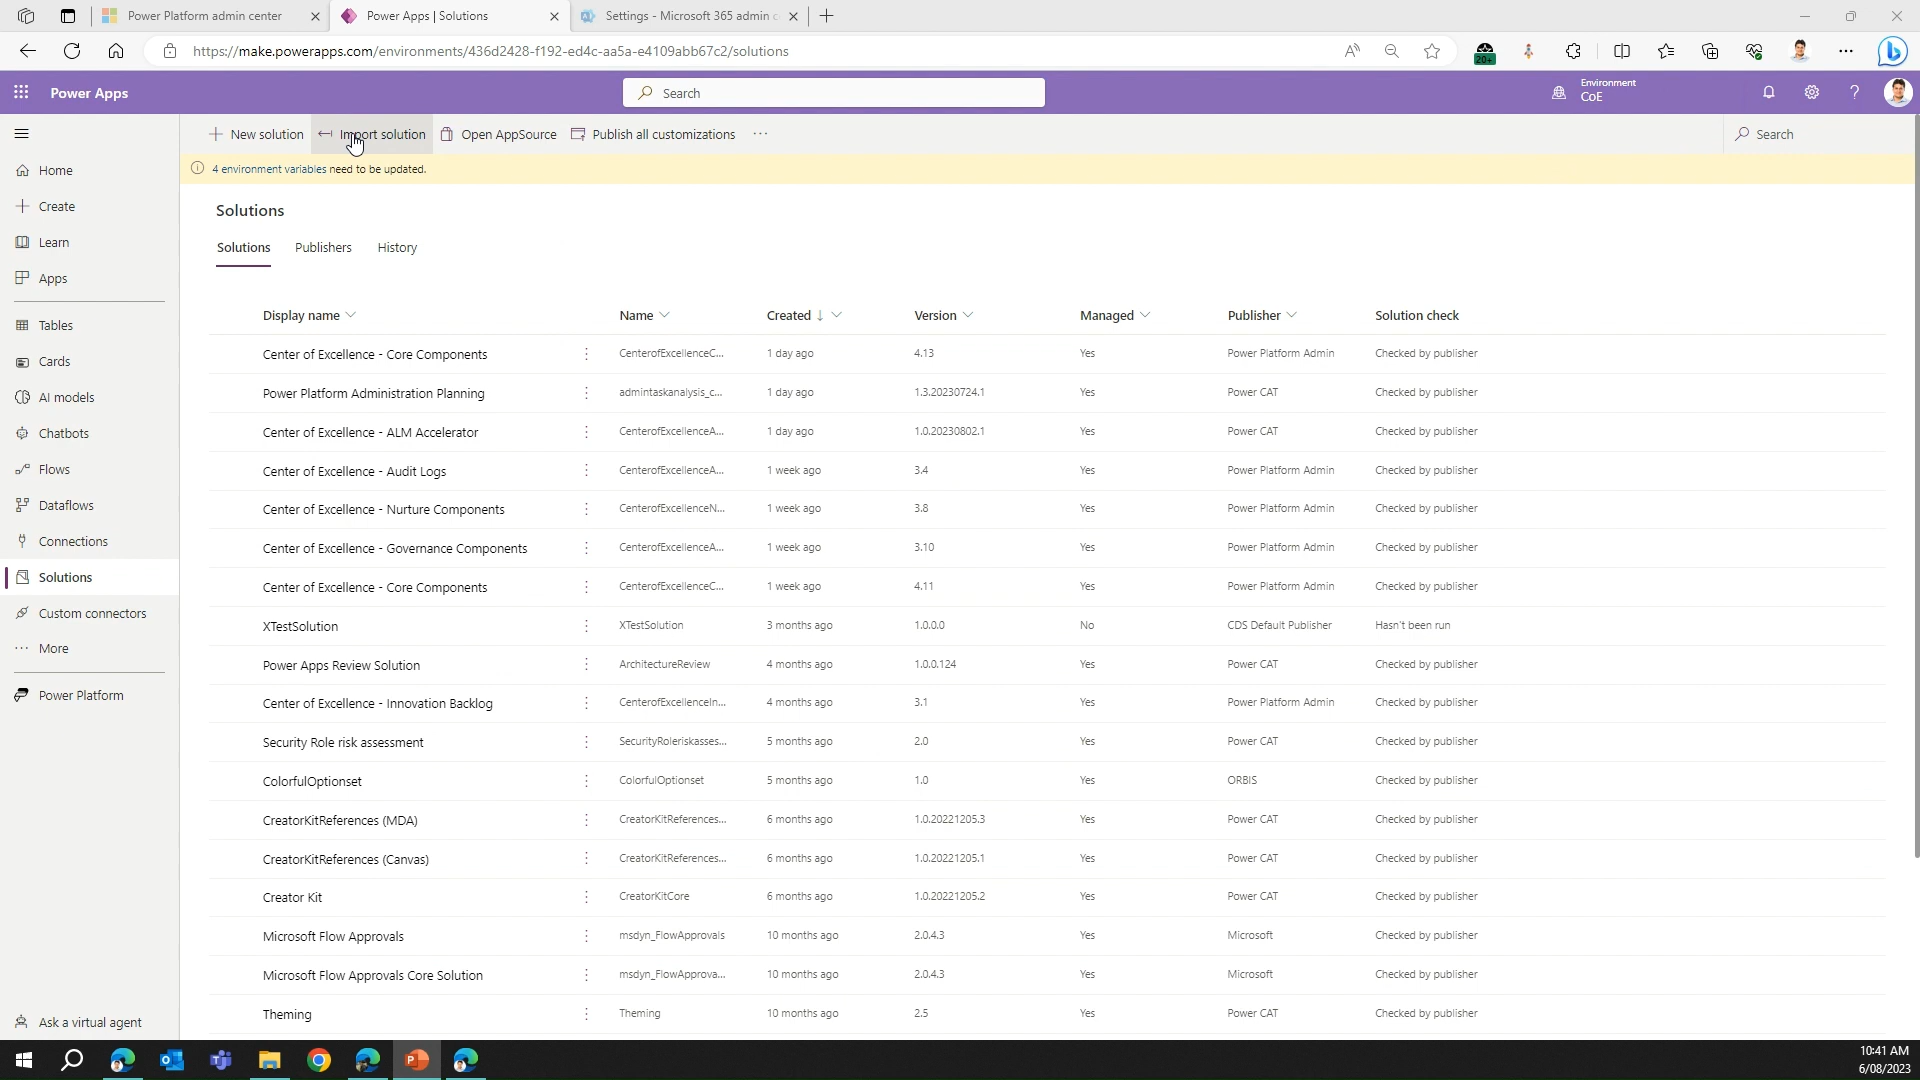 Power Platform admin center
Power Apps | Solutions
Settings - Microsoft 365 admin c
https://make.powerapps.com/environments/436d2428-f192-ed4c-aa5a-e4109abb67c2/solutions
20+
Power Apps
Search
Environment
CoE
New solution
Import solution
Open AppSource
Publish all customizations
Search
4 environment variables need to be updated.
Home
Create
Learn
Apps
Tables
Cards
AI models
Chatbots
Flows
Dataflows
Connections
Solutions
Custom connectors
More
Power Platform
Ask a virtual agent
Solutions
Solutions Publishers History
Display name Name Created ↓ Version Managed Publisher Solution check
Center of Excellence - Core Components CenterofExcellenceC... 1 day ago 4.13 Yes Power Platform Admin Checked by publisher
Power Platform Administration Planning admintaskanalysis_c... 1 day ago 1.3.20230724.1 Yes Power CAT Checked by publisher
Center of Excellence - ALM Accelerator CenterofExcellenceA... 1 day ago 1.0.20230802.1 Yes Power CAT Checked by publisher
Center of Excellence - Audit Logs CenterofExcellenceA... 1 week ago 3.4 Yes Power Platform Admin Checked by publisher
Center of Excellence - Nurture Components CenterofExcellenceN... 1 week ago 3.8 Yes Power Platform Admin Checked by publisher
Center of Excellence - Governance Components CenterofExcellenceA... 1 week ago 3.10 Yes Power Platform Admin Checked by publisher
Center of Excellence - Core Components CenterofExcellenceC... 1 week ago 4.11 Yes Power Platform Admin Checked by publisher
XTestSolution XTestSolution 3 months ago 1.0.0.0 No CDS Default Publisher Hasn't been run
Power Apps Review Solution ArchitectureReview 4 months ago 1.0.0.124 Yes Power CAT Checked by publisher
Center of Excellence - Innovation Backlog CenterofExcellenceIn... 4 months ago 3.1 Yes Power Platform Admin Checked by publisher
Security Role risk assessment SecurityRoleriskasses... 5 months ago 2.0 Yes Power CAT Checked by publisher
ColorfulOptionset ColorfulOptionset 5 months ago 1.0 Yes ORBIS Checked by publisher
CreatorKitReferences (MDA) CreatorKitReferences... 6 months ago 1.0.20221205.3 Yes Power CAT Checked by publisher
CreatorKitReferences (Canvas) CreatorKitReferences... 6 months ago 1.0.20221205.1 Yes Power CAT Checked by publisher
Creator Kit CreatorKitCore 6 months ago 1.0.20221205.2 Yes Power CAT Checked by publisher
Microsoft Flow Approvals msdyn_FlowApprovals 10 months ago 2.0.4.3 Yes Microsoft Checked by publisher
Microsoft Flow Approvals Core Solution msdyn_FlowApprova... 10 months ago 2.0.4.3 Yes Microsoft Checked by publisher
Theming Theming 10 months ago 2.5 Yes Power CAT Checked by publisher
10:41 AM
6/08/2023